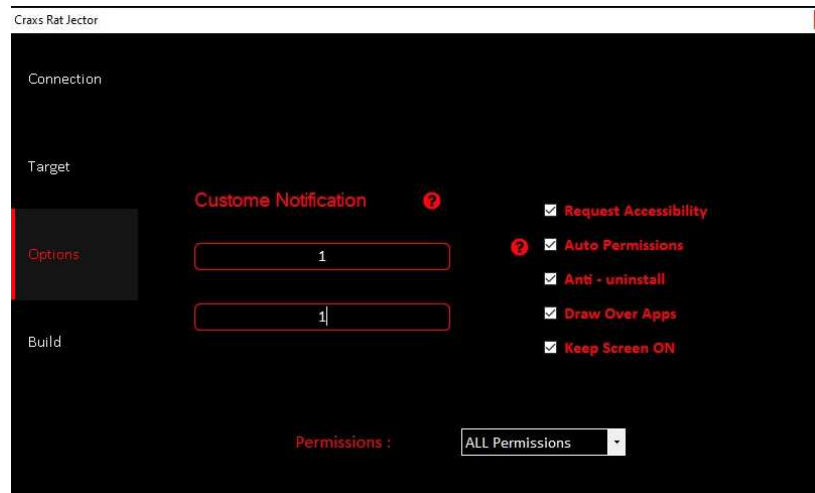 Craxs Rat Jector
Connection
Target
Options
Build
Custome Notification ?
1
1
Request Accessibility
? Auto Permissions
Anti - uninstall
Draw Over Apps
Keep Screen ON
Permissions :
ALL Permissions